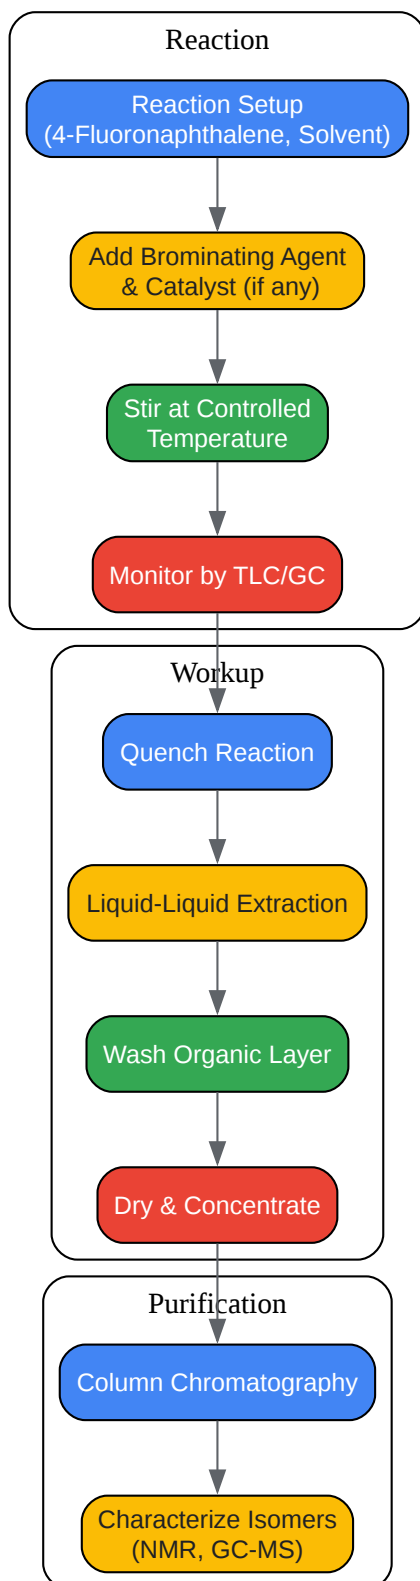 Reaction
Reaction Setup
(4-Fluoronaphthalene, Solvent)
Add Brominating Agent
& Catalyst (if any)
Stir at Controlled
Temperature
Monitor by TLC/GC
Workup
Quench Reaction
Liquid-Liquid Extraction
Wash Organic Layer
Dry & Concentrate
Purification
Column Chromatography
Characterize Isomers
(NMR, GC-MS)